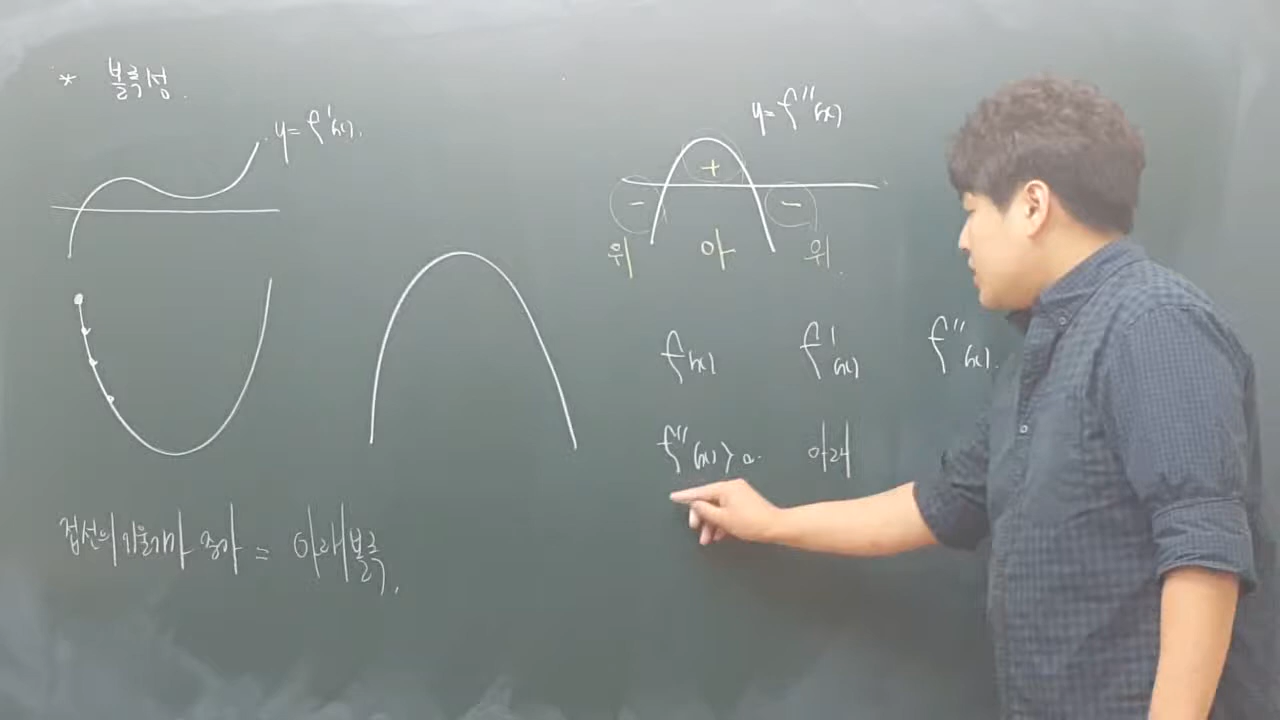 * 볼록성.
y=f'(x).
접선의 기울기가 증가 = 아래볼록.
y=f''(x)
- + -
위 아 위.
f(x) f'(x) f''(x).
f''(x)>0. 아래